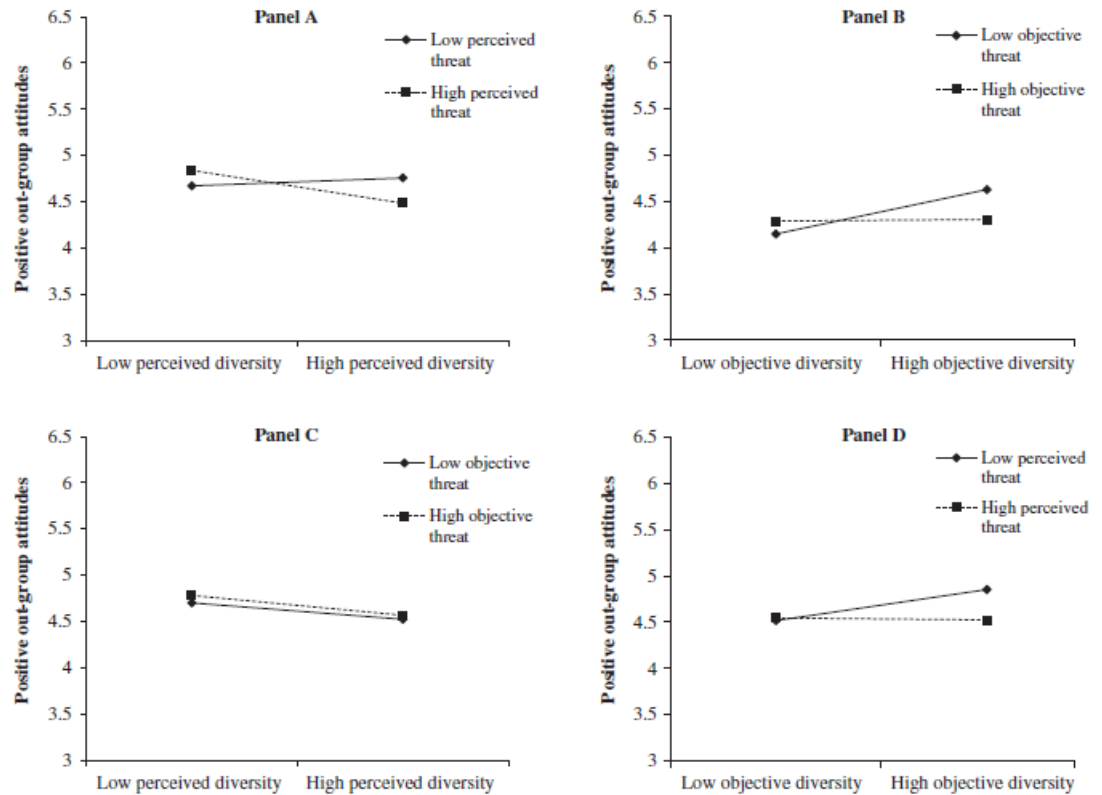 Panel A
Positive out-group attitudes
6.5
6
5.5
5
4.5
4
3.5
3
Low perceived
threat
High perceived
threat
Low perceived diversity
High perceived diversity
Panel B
Positive out-group attitudes
6.5
6
5.5
5
4.5
4
3.5
3
Low objective
threat
High objective
threat
Low objective diversity
High objective diversity
Panel C
Positive out-group attitudes
6.5
6
5.5
5
4.5
4
3.5
3
Low objective
threat
High objective
threat
Low perceived diversity
High perceived diversity
Panel D
Positive out-group attitudes
6.5
6
5.5
5
4.5
4
3.5
3
Low perceived
threat
High perceived
threat
Low objective diversity
High objective diversity